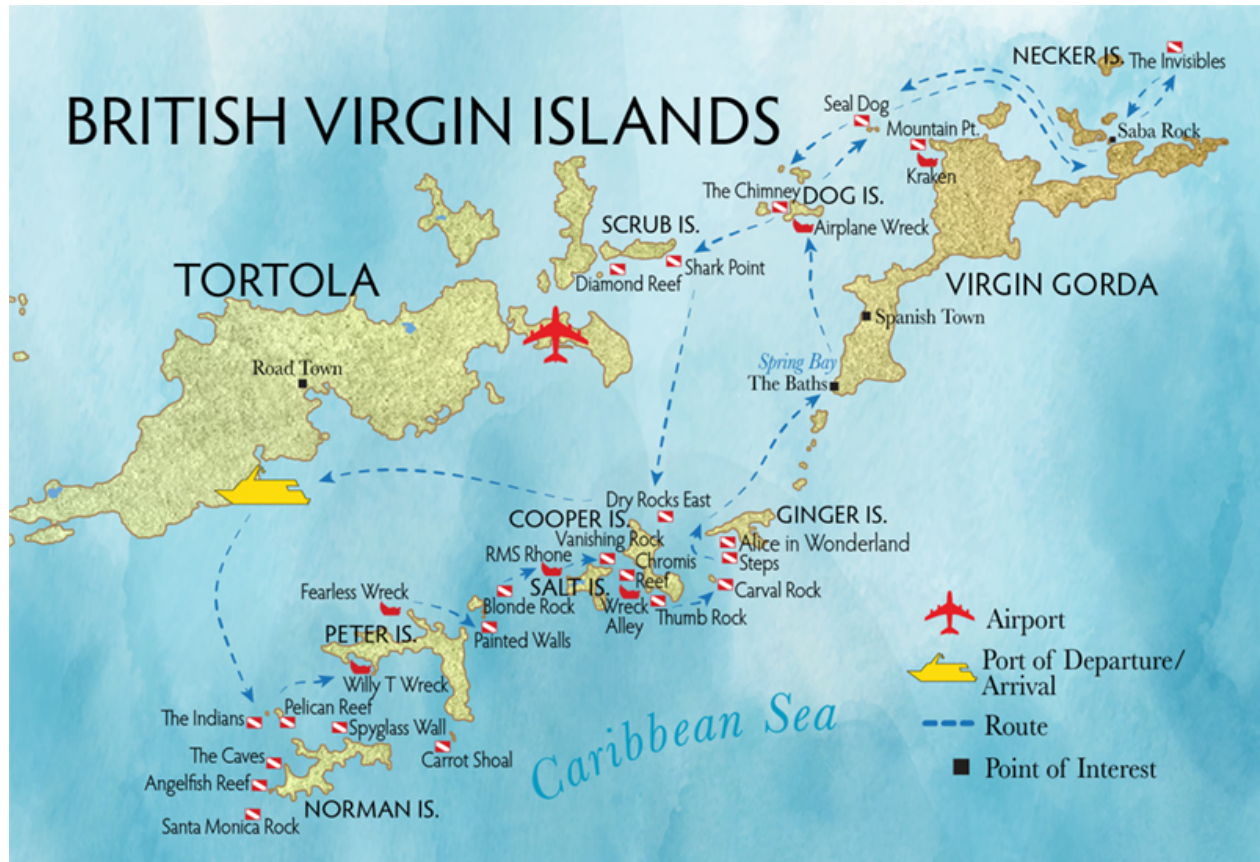 BRITISH VIRGIN ISLANDS
NECKER IS.
The Invisibles
Seal Dog
Mountain Pt.
Saba Rock
Kraken
The Chimney
DOG IS.
Airplane Wreck
SCRUB IS.
Shark Point
Diamond Reef
TORTOLA
VIRGIN GORDA
Spanish Town
Road Town
Spring Bay
The Baths
Dry Rocks East
COOPER IS.
GINGER IS.
Vanishing Rock
Alice in Wonderland
RMS Rhone
Chromis
Reef
Steps
SALT IS.
Carval Rock
Fearless Wreck
Blonde Rock
Wreck
Alley
Thumb Rock
PETER IS.
Painted Walls
Willy T Wreck
Pelican Reef
The Indians
Spyglass Wall
The Caves
Carrot Shoal
Angelfish Reef
NORMAN IS.
Santa Monica Rock
Caribbean Sea
Airport
Port of Departure/
Arrival
Route
Point of Interest